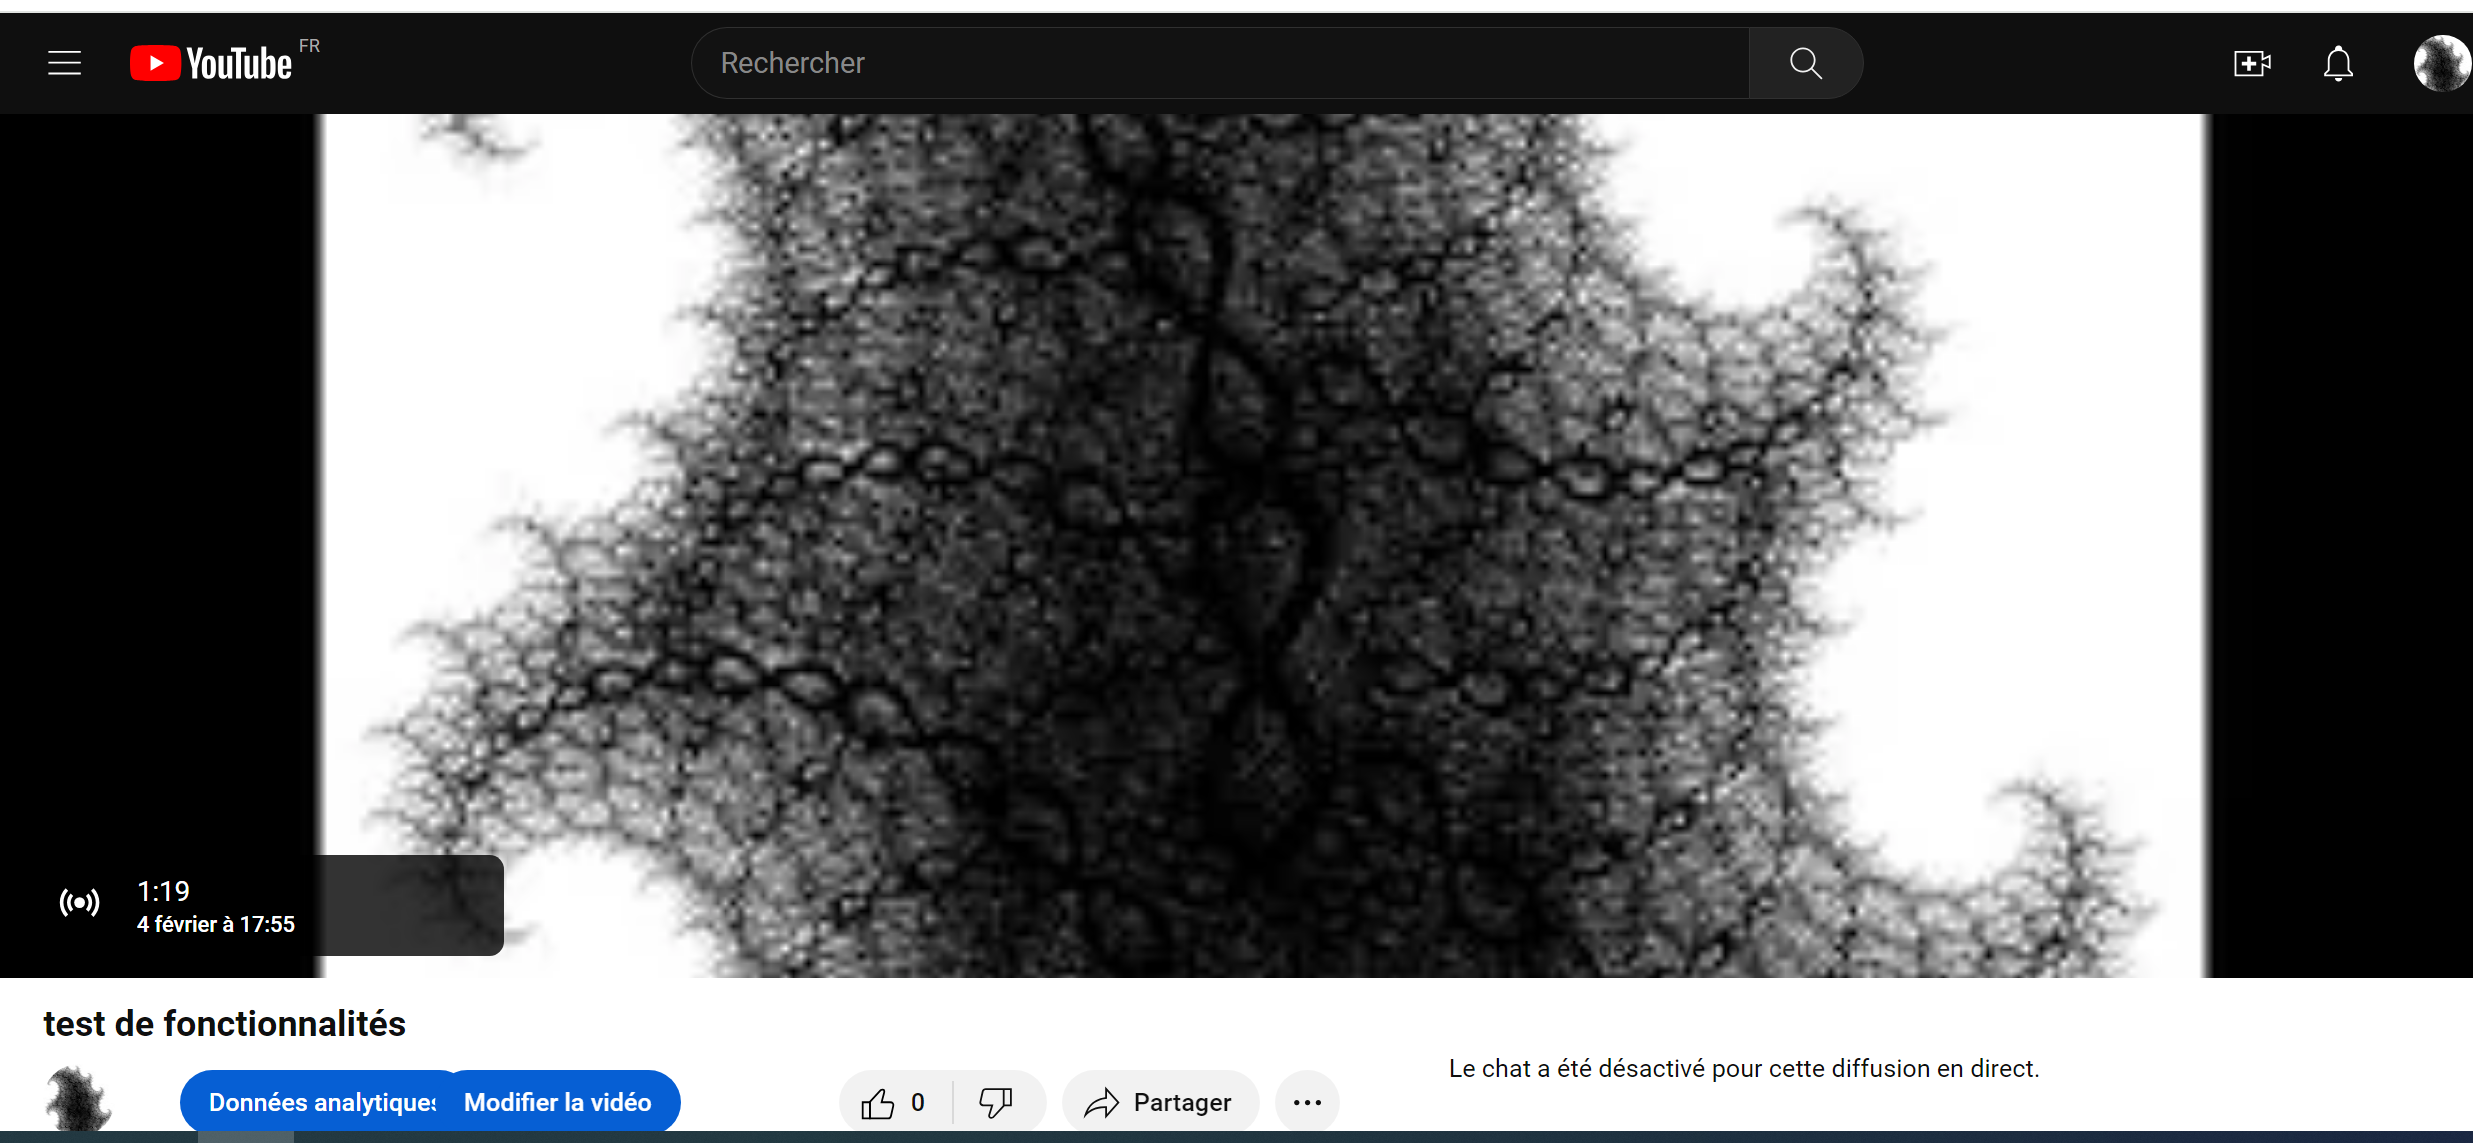 YouTube FR
Rechercher
1:19
4 février à 17:55
test de fonctionnalités
Données analytiques
Modifier la vidéo
0
Partager
Le chat a été désactivé pour cette diffusion en direct.